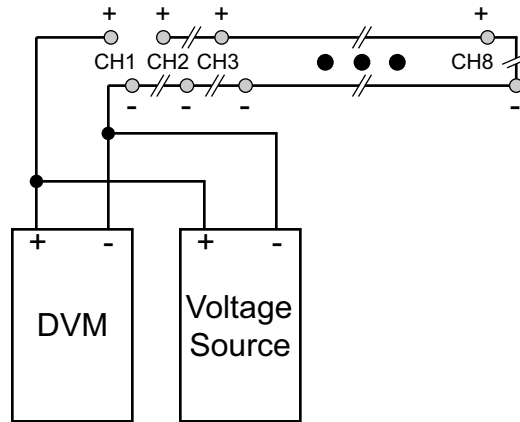 + + + +
CH1 CH2 CH3 CH8
- - - -
+ - + -
DVM
Voltage
Source